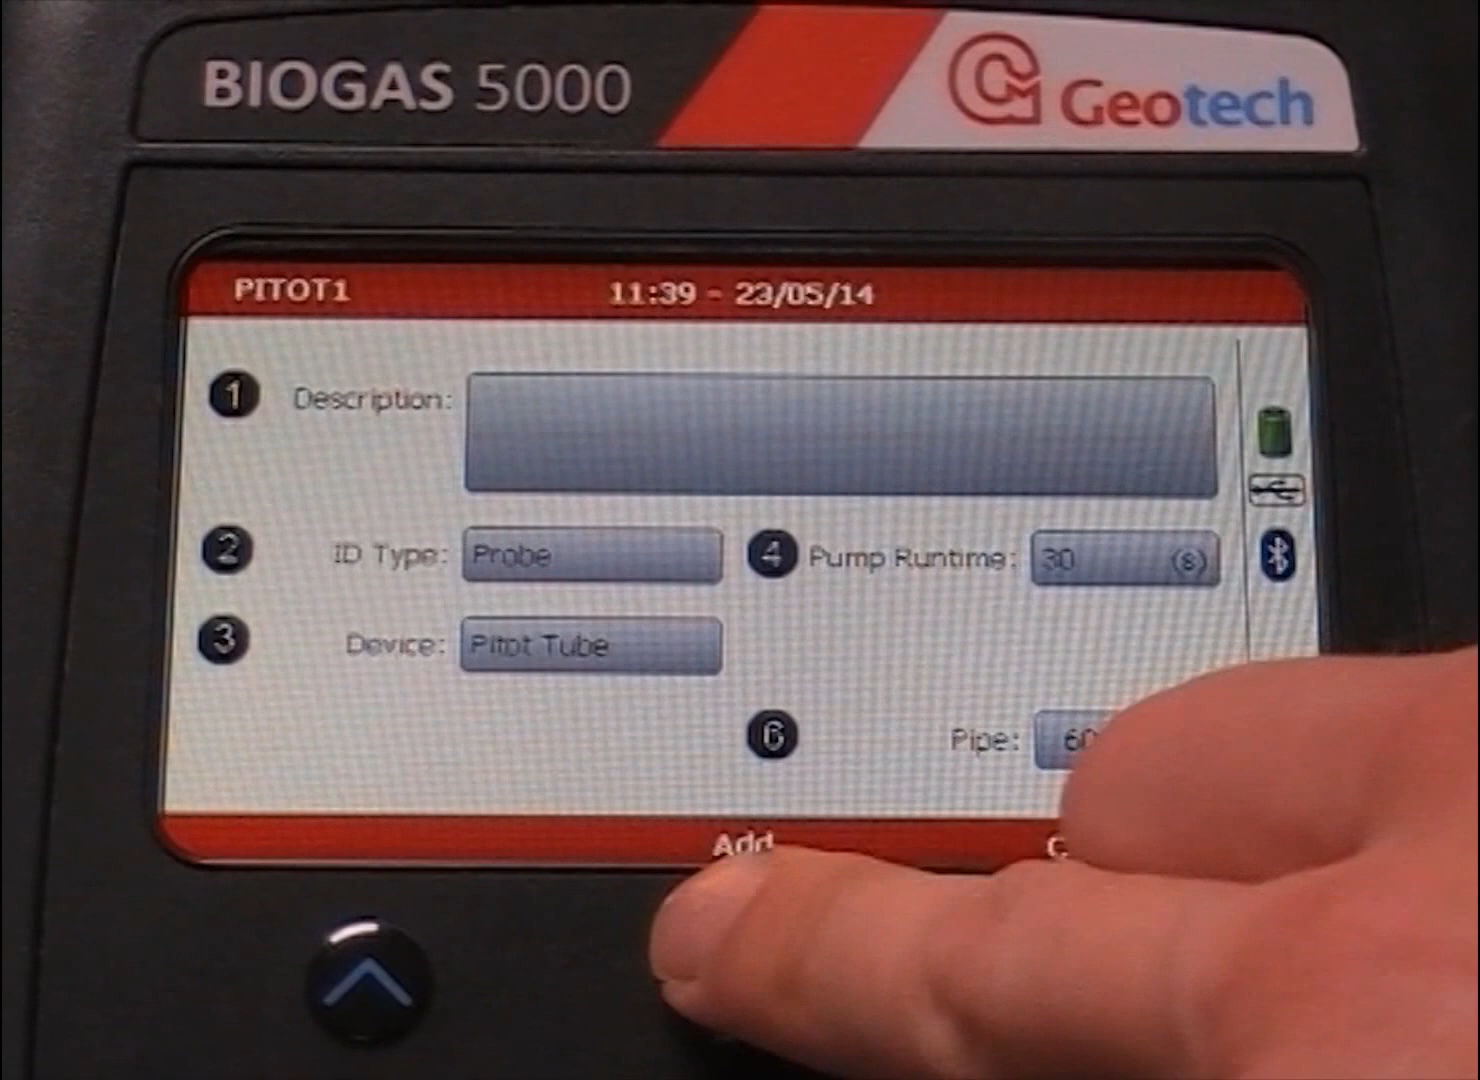 BIOGAS 5000
Geotech
PITOT1 11:39 - 23/05/14
1 Description:
2 ID Type: Probe 4 Pump Runtime: 30 (s)
3 Device: Pitot Tube
6 Pipe:
Add